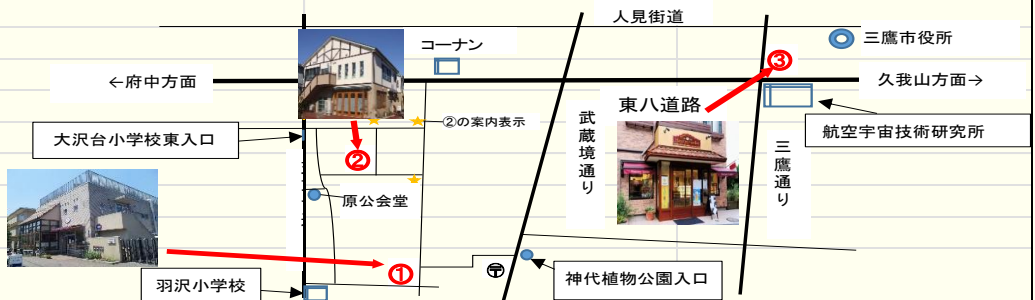 人見街道
三鷹市役所
コーナン
③
←府中方面
久我山方面→
東八道路
②の案内表示
武蔵境通り
航空宇宙技術研究所
大沢台小学校東入口
②
三鷹通り
原公会堂
①
〒
神代植物公園入口
羽沢小学校